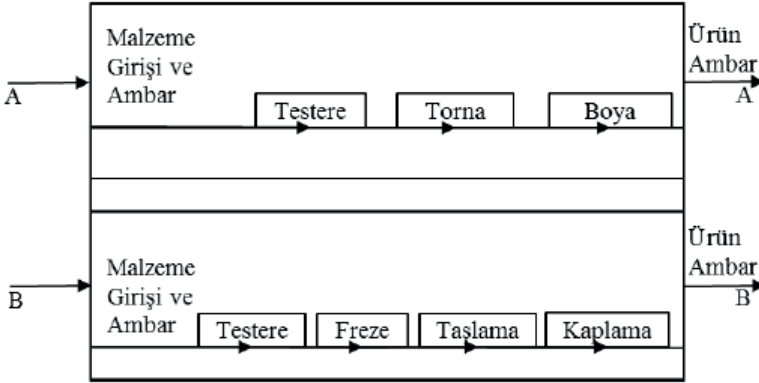 Malzeme
Girişi ve
Ambar
A
Testere
Torna
Boya
Ürün
Ambar
A
Malzeme
Girişi ve
Ambar
B
Testere
Freze
Taşlama
Kaplama
Ürün
Ambar
B